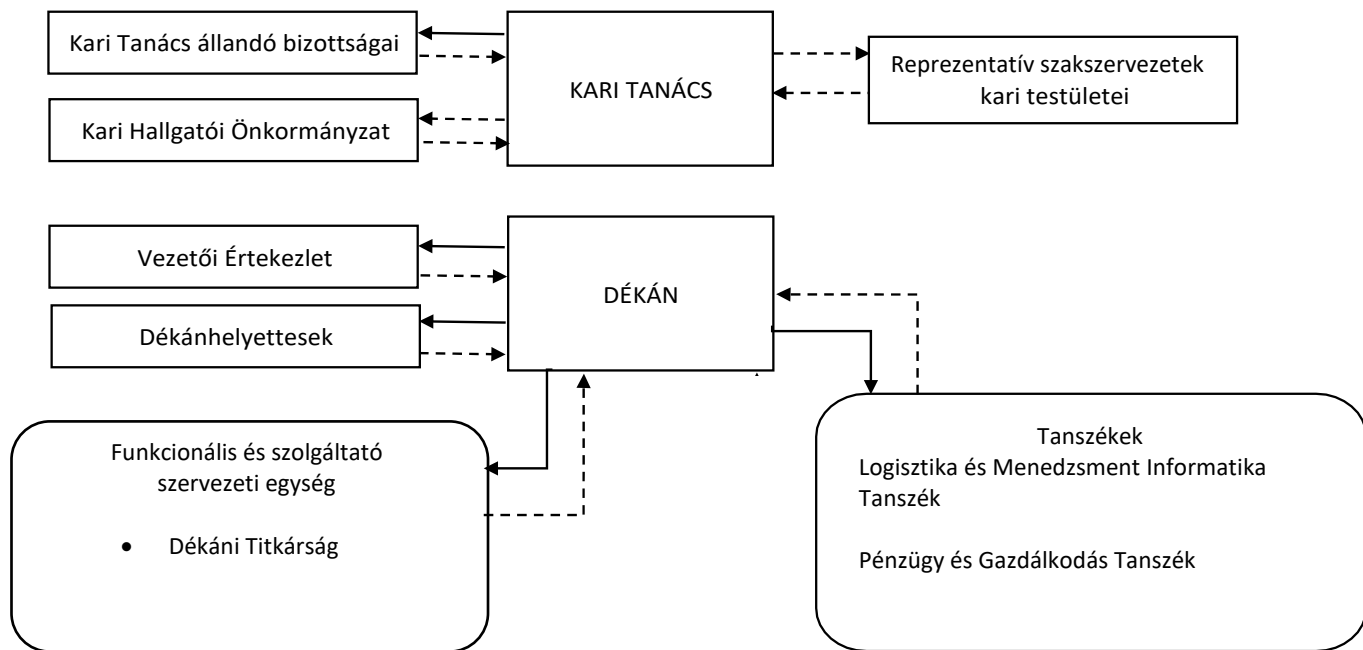 Kari Tanács állandó bizottságai
KARI TANÁCS
Reprezentatív szakszervezetek
kari testületei
Kari Hallgatói Önkormányzat
Vezetői Értekezlet
DÉKÁN
Dékánhelyettesek
Funkcionális és szolgáltató
szervezeti egység
• Dékáni Titkárság
Tanszékek
Logisztika és Menedzsment Informatika
Tanszék
Pénzügy és Gazdálkodás Tanszék